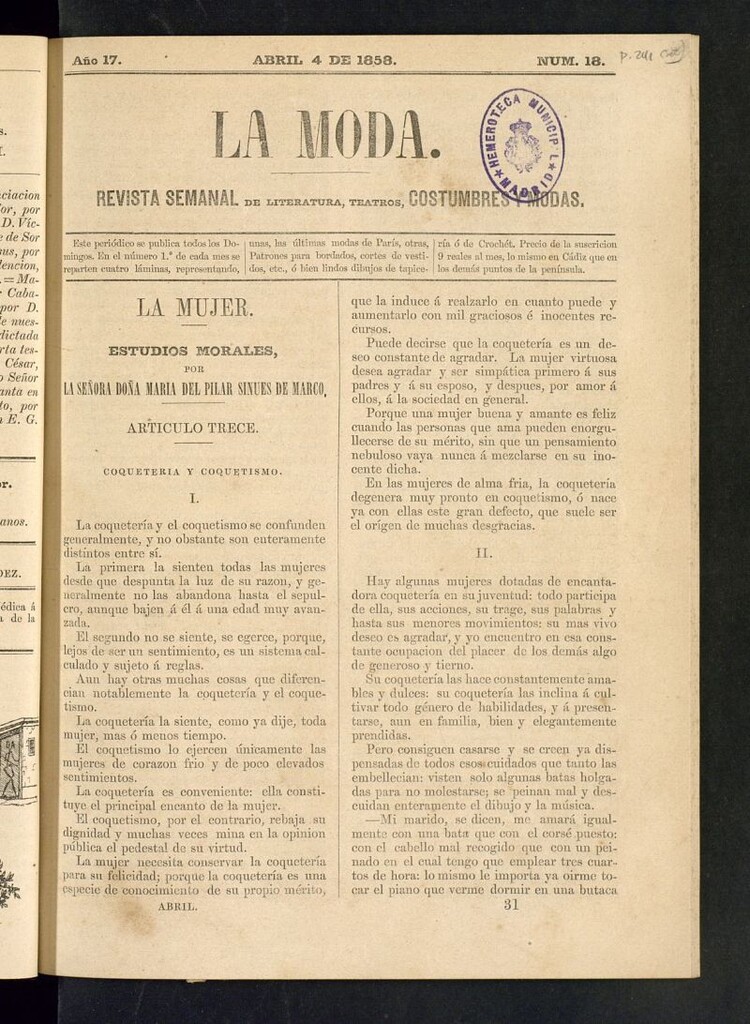 Año 17.
ABRIL 4 DE 1858.
NUM. 18.
LA MODA.
HEMEROTECA MUNICIPAL
MADRID
REVISTA SEMANAL DE LITERATURA, TEATROS, COSTUMBRES Y MODAS.
Este periódico se publica todos los Do-
mingos. En el número 1.º de cada mes se
reparten cuatro láminas, representando,
unas, las últimas modas de París, otras,
Patrones para bordados, cortes de vesti-
dos, etc., ó bien lindos dibujos de tapice-
ría ó de Crochét. Precio de la suscricion
9 reales al mes, lo mismo en Cádiz que en
los demás puntos de la península.
LA MUJER.
ESTUDIOS MORALES,
POR
LA SEÑORA DOÑA MARIA DEL PILAR SINUES DE MARCO,
ARTICULO TRECE.
COQUETERIA Y COQUETISMO.
I.
La coquetería y el coquetismo se confunden
generalmente, y no obstante son enteramente
distintos entre sí.
La primera la sienten todas las mujeres
desde que despunta la luz de su razon, y ge-
neralmente no las abandona hasta el sepul-
cro, aunque bajen á él á una edad muy avan-
zada.
El segundo no se siente, se egerce, porque,
lejos de ser un sentimiento, es un sistema cal-
culado y sujeto á reglas.
Aun hay otras muchas cosas que diferen-
cian notablemente la coquetería y el coque-
tismo.
La coquetería la siente, como ya dije, toda
mujer, mas ó menos tiempo.
El coquetismo lo ejercen únicamente las
mujeres de corazon frio y de poco elevados
sentimientos.
La coquetería es conveniente: ella consti-
tuye el principal encanto de la mujer.
El coquetismo, por el contrario, rebaja su
dignidad y muchas veces mina en la opinion
pública el pedestal de su virtud.
La mujer necesita conservar la coquetería
para su felicidad; porque la coquetería es una
especie de conocimiento de su propio mérito,
ABRIL.
que la induce á realzarlo en cuanto puede y
aumentarlo con mil graciosos é inocentes re-
cursos.
Puede decirse que la coquetería es un de-
seo constante de agradar. La mujer virtuosa
desea agradar y ser simpática primero á sus
padres y á su esposo, y despues, por amor á
ellos, á la sociedad en general.
Porque una mujer buena y amante es feliz
cuando las personas que ama pueden enorgu-
llecerse de su mérito, sin que un pensamiento
nebuloso vaya nunca á mezclarse en su ino-
cente dicha.
En las mujeres de alma fria, la coquetería
degenera muy pronto en coquetismo, ó nace
ya con ellas este gran defecto, que suele ser
el orígen de muchas desgracias.
II.
Hay algunas mujeres dotadas de encanta-
dora coquetería en su juventud: todo participa
de ella, sus acciones, su trage, sus palabras y
hasta sus menores movimientos: su mas vivo
deseo es agradar, y yo encuentro en esa cons-
tante ocupacion del placer de los demás algo
de generoso y tierno.
Su coquetería las hace constantemente ama-
bles y dulces: su coquetería las inclina á cul-
tivar todo género de habilidades, y á presen-
tarse, aun en familia, bien y elegantemente
prendidas.
Pero consiguen casarse y se creen ya dis-
pensadas de todos esos cuidados que tanto las
embellecian: visten solo algunas batas holga-
das para no molestarse; se peinan mal y des-
cuidan enteramente el dibujo y la música.
—Mi marido, se dicen, me amará igual-
mente con una bata que con el corsé puesto:
con el cabello mal recogido que con un pei-
nado en el cual tengo que emplear tres cuar-
tos de hora: lo mismo le importa ya oirme to-
car el piano que verme dormir en una butaca
31